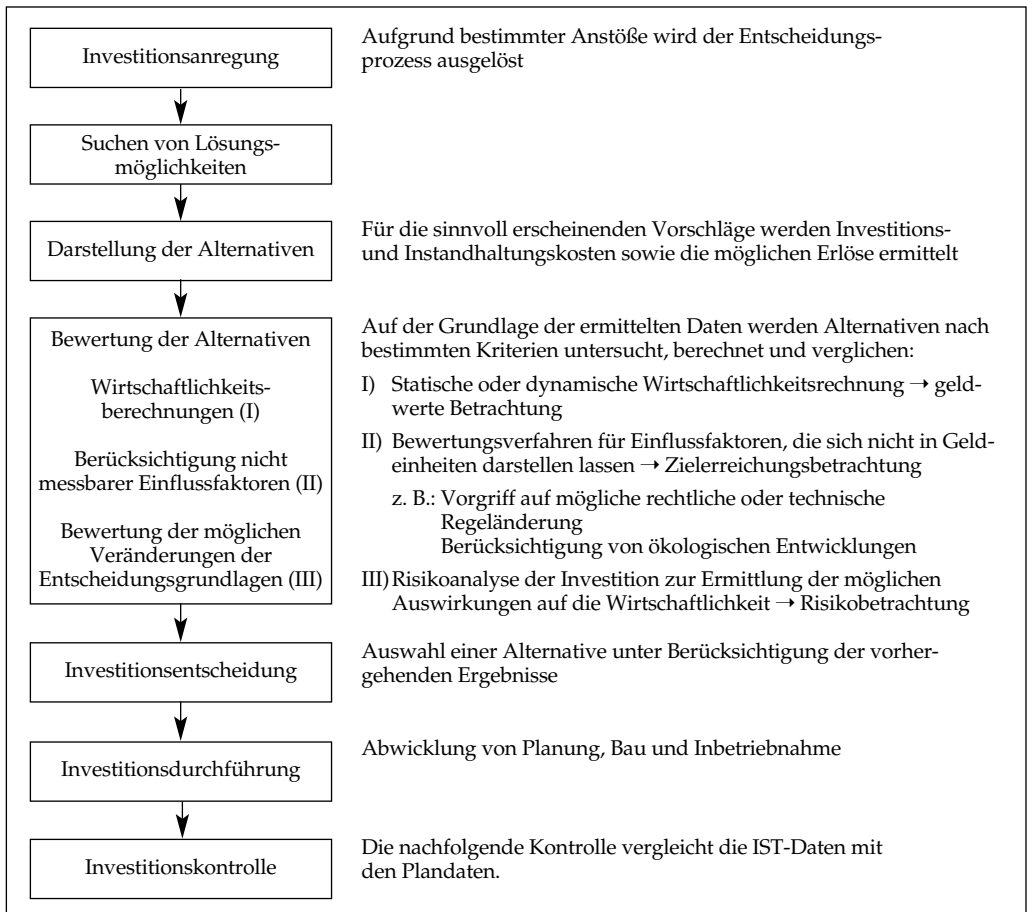 Investitionsanregung
Aufgrund bestimmter Anstöße wird der Entscheidungs-
prozess ausgelöst
Suchen von Lösungs-
möglichkeiten
Darstellung der Alternativen
Für die sinnvoll erscheinenden Vorschläge werden Investitions-
und Instandhaltungskosten sowie die möglichen Erlöse ermittelt
Bewertung der Alternativen
Wirtschaftlichkeits-
berechnungen (I)
Berücksichtigung nicht
messbarer Einflussfaktoren (II)
Bewertung der möglichen
Veränderungen der
Entscheidungsgrundlagen (III)
Auf der Grundlage der ermittelten Daten werden Alternativen nach
bestimmten Kriterien untersucht, berechnet und verglichen:
I) Statische oder dynamische Wirtschaftlichkeitsrechnung → geld-
werte Betrachtung
II) Bewertungsverfahren für Einflussfaktoren, die sich nicht in Geld-
einheiten darstellen lassen → Zielerreichungsbetrachtung
z. B.: Vorgriff auf mögliche rechtliche oder technische
Regeländerung
Berücksichtigung von ökologischen Entwicklungen
III) Risikoanalyse der Investition zur Ermittlung der möglichen
Auswirkungen auf die Wirtschaftlichkeit → Risikobetrachtung
Investitionsentscheidung
Auswahl einer Alternative unter Berücksichtigung der vorher-
gehenden Ergebnisse
Investitionsdurchführung
Abwicklung von Planung, Bau und Inbetriebnahme
Investitionskontrolle
Die nachfolgende Kontrolle vergleicht die IST-Daten mit
den Plandaten.